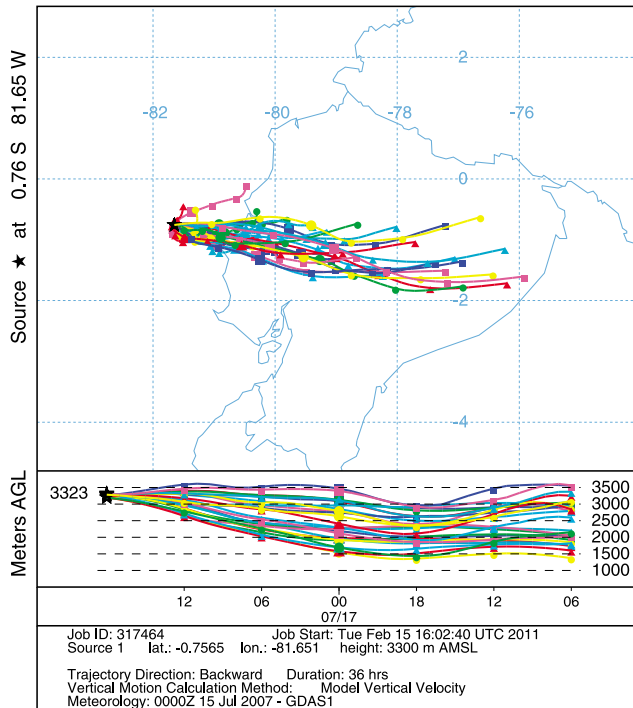 Source ★ at 0.76 S 81.65 W
2
-82 -80 -78 -76
0
-2
-4
Meters AGL
3323
3500
3000
2500
2000
1500
1000
12 06 00 18 12 06
07/17
Job ID: 317464 Job Start: Tue Feb 15 16:02:40 UTC 2011
Source 1 lat.: -0.7565 lon.: -81.651 height: 3300 m AMSL
Trajectory Direction: Backward Duration: 36 hrs
Vertical Motion Calculation Method: Model Vertical Velocity
Meteorology: 0000Z 15 Jul 2007 - GDAS1